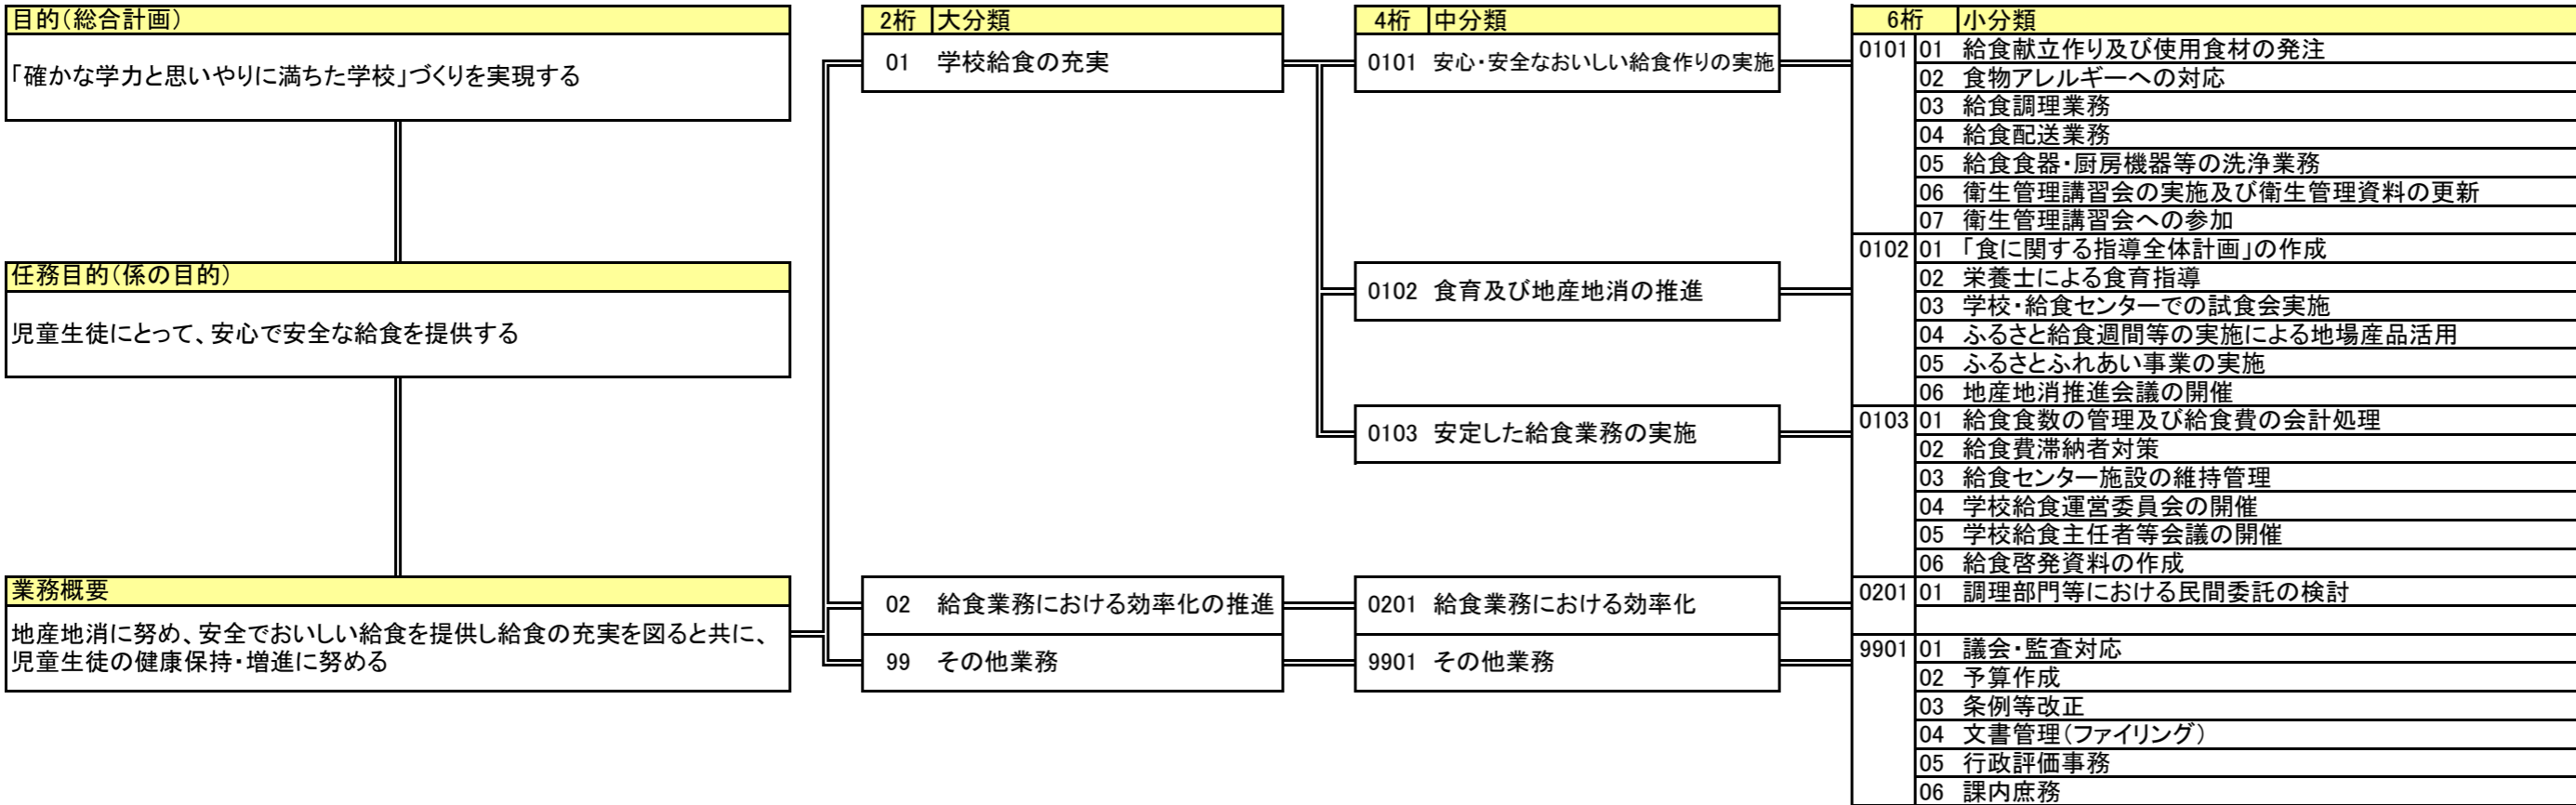 目的(総合計画)
「確かな学力と思いやりに満ちた学校」づくりを実現する
任務目的(係の目的)
児童生徒にとって、安心で安全な給食を提供する
業務概要
地産地消に努め、安全でおいしい給食を提供し給食の充実を図ると共に、
児童生徒の健康保持・増進に努める
2桁 大分類
01 学校給食の充実
02 給食業務における効率化の推進
99 その他業務
4桁 中分類
0101 安心・安全なおいしい給食作りの実施
0102 食育及び地産地消の推進
0103 安定した給食業務の実施
0201 給食業務における効率化
9901 その他業務
6桁 小分類
0101 01 給食献立作り及び使用食材の発注
02 食物アレルギーへの対応
03 給食調理業務
04 給食配送業務
05 給食食器・厨房機器等の洗浄業務
06 衛生管理講習会の実施及び衛生管理資料の更新
07 衛生管理講習会への参加
0102 01 「食に関する指導全体計画」の作成
02 栄養士による食育指導
03 学校・給食センターでの試食会実施
04 ふるさと給食週間等の実施による地場産品活用
05 ふるさとふれあい事業の実施
06 地産地消推進会議の開催
0103 01 給食食数の管理及び給食費の会計処理
02 給食費滞納者対策
03 給食センター施設の維持管理
04 学校給食運営委員会の開催
05 学校給食主任者等会議の開催
06 給食啓発資料の作成
0201 01 調理部門等における民間委託の検討
9901 01 議会・監査対応
02 予算作成
03 条例等改正
04 文書管理(ファイリング)
05 行政評価事務
06 課内庶務